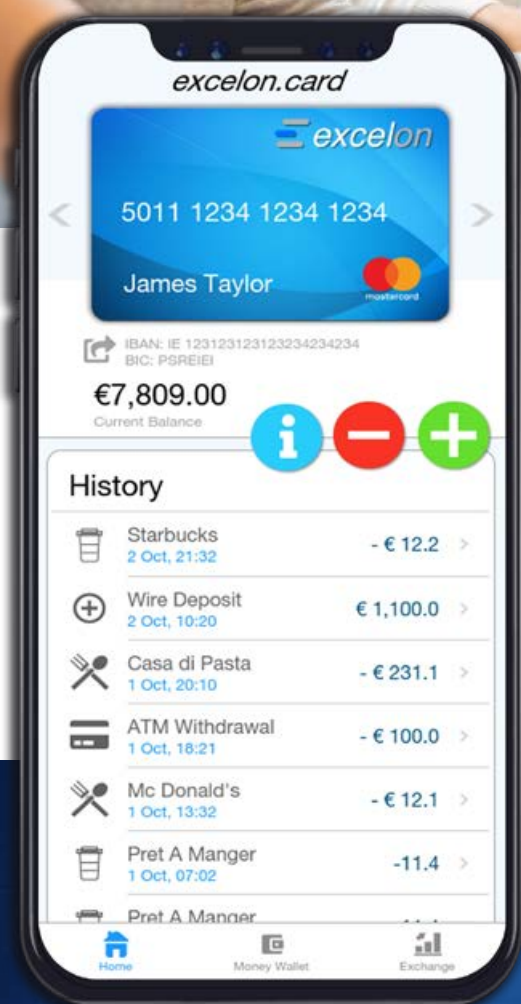 excelon.card
excelon
5011 1234 1234 1234
James Taylor
mastercard
IBAN: IE 123123123123234234234
BIC: PSREIEI
€7,809.00
Current Balance
History
Starbucks
- € 12.2
2 Oct, 21:32
Wire Deposit
€ 1,100.0
2 Oct, 10:20
Casa di Pasta
- € 231.1
1 Oct, 20:10
ATM Withdrawal
- € 100.0
1 Oct, 18:21
Mc Donald's
- € 12.1
1 Oct, 13:32
Pret A Manger
-11.4
1 Oct, 07:02
Pret A Manger
Home
Money Wallet
Exchange